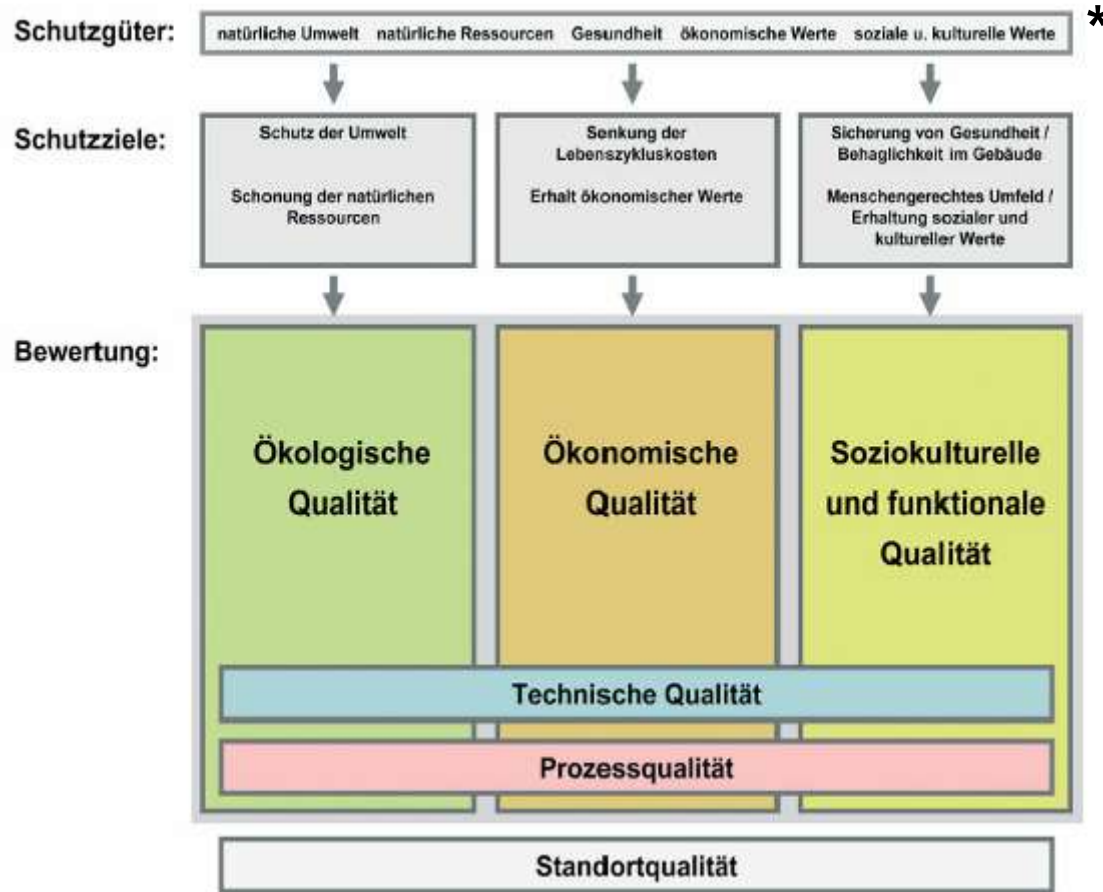 Schutzgüter:
natürliche Umwelt natürliche Ressourcen Gesundheit ökonomische Werte soziale u. kulturelle Werte
*
Schutzziele:
Schutz der Umwelt
Schonung der natürlichen
Ressourcen
Senkung der
Lebenszykluskosten
Erhalt ökonomischer Werte
Sicherung von Gesundheit /
Behaglichkeit im Gebäude
Menschengerechtes Umfeld /
Erhaltung sozialer und
kultureller Werte
Bewertung:
Ökologische
Qualität
Ökonomische
Qualität
Soziokulturelle
und funktionale
Qualität
Technische Qualität
Prozessqualität
Standortqualität